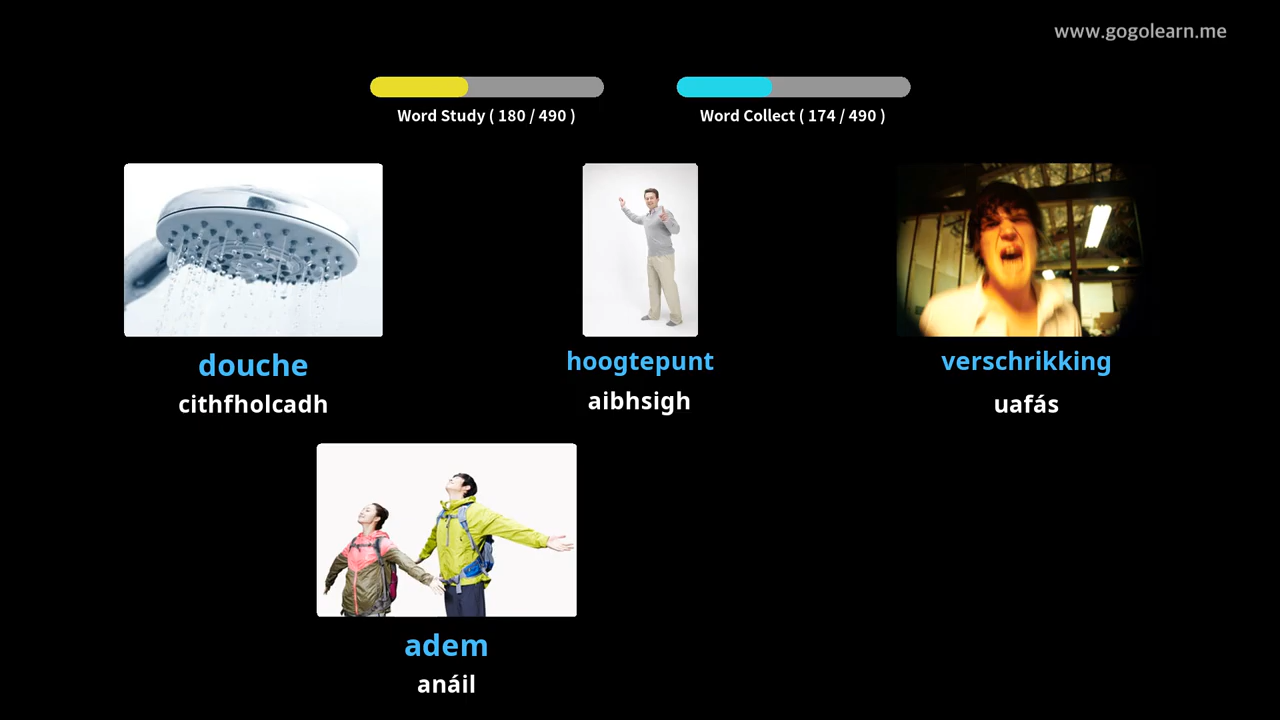 www.gogolearn.me
Word Study ( 180 / 490 )
Word Collect ( 174 / 490 )
douche
cithfholcadh
hoogtepunt
aibhsigh
verschrikking
uafás
adem
anáil